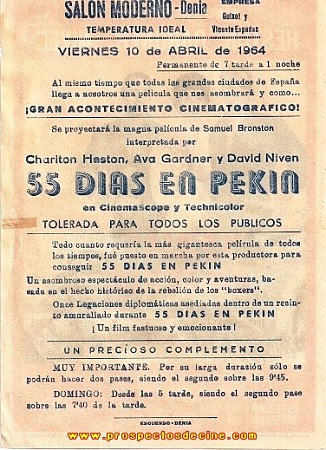 SALON MODERNO - Denia
EMPRESA
Buixel y
Vicente Españez
TEMPERATURA IDEAL
VIERNES 10 de ABRIL de 1964
Permanente de 7 tarde a 1 noche
Al mismo tiempo que todas las grandes ciudades de España
llega a nosotros una película que nos asombrará y como...
¡GRAN ACONTECIMIENTO CINEMATOGRAFICO!
Se proyectará la magna película de Samuel Bronston
interpretada por
Charlton Heston, Ava Gardner y David Niven
55 DIAS EN PEKIN
en Cinemascope y Technicolor
TOLERADA PARA TODOS LOS PUBLICOS
Todo cuanto requería la más gigantesca película de todos
los tiempos, fué puesto en marcha por esta productora para
conseguir 55 DIAS EN PEKIN
Un asombroso espectáculo de acción, color y aventuras, ba-
sada en el hecho histórico de la rebelión de los "boxers".
Once Legaciones diplomáticas asediadas dentro de un recin-
to amurallado durante 55 DIAS EN PEKIN
¡Un film fastuoso y emocionante!
UN PRECIOSO COMPLEMENTO
MUY IMPORTANTE. Por su larga duración sólo se
podrán hacer dos pases, siendo el segundo sobre las 9'45.
DOMINGO: Desde las 5 tarde, siendo el segundo pase
sobre las 7'40 de la tarde.
ESQUERDO - DENIA
www.prospectosdecine.com